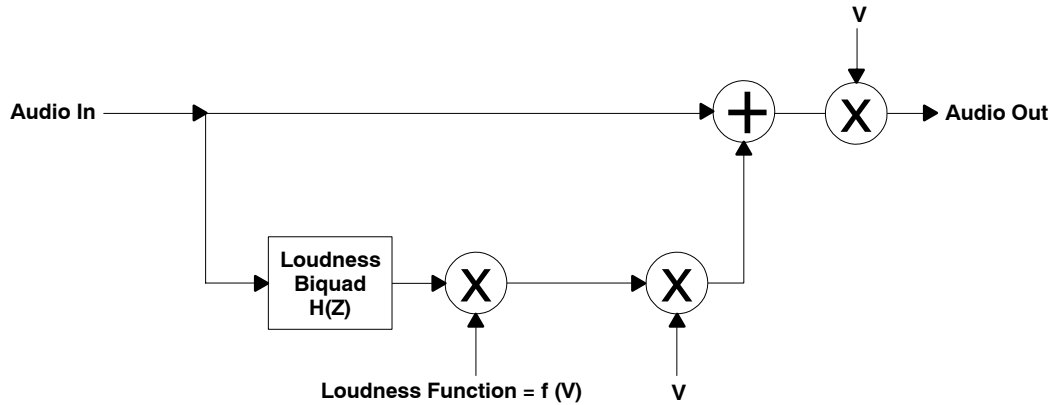 V
Audio In
+
X
Audio Out
Loudness
Biquad
H(Z)
X
X
Loudness Function = f (V)
V